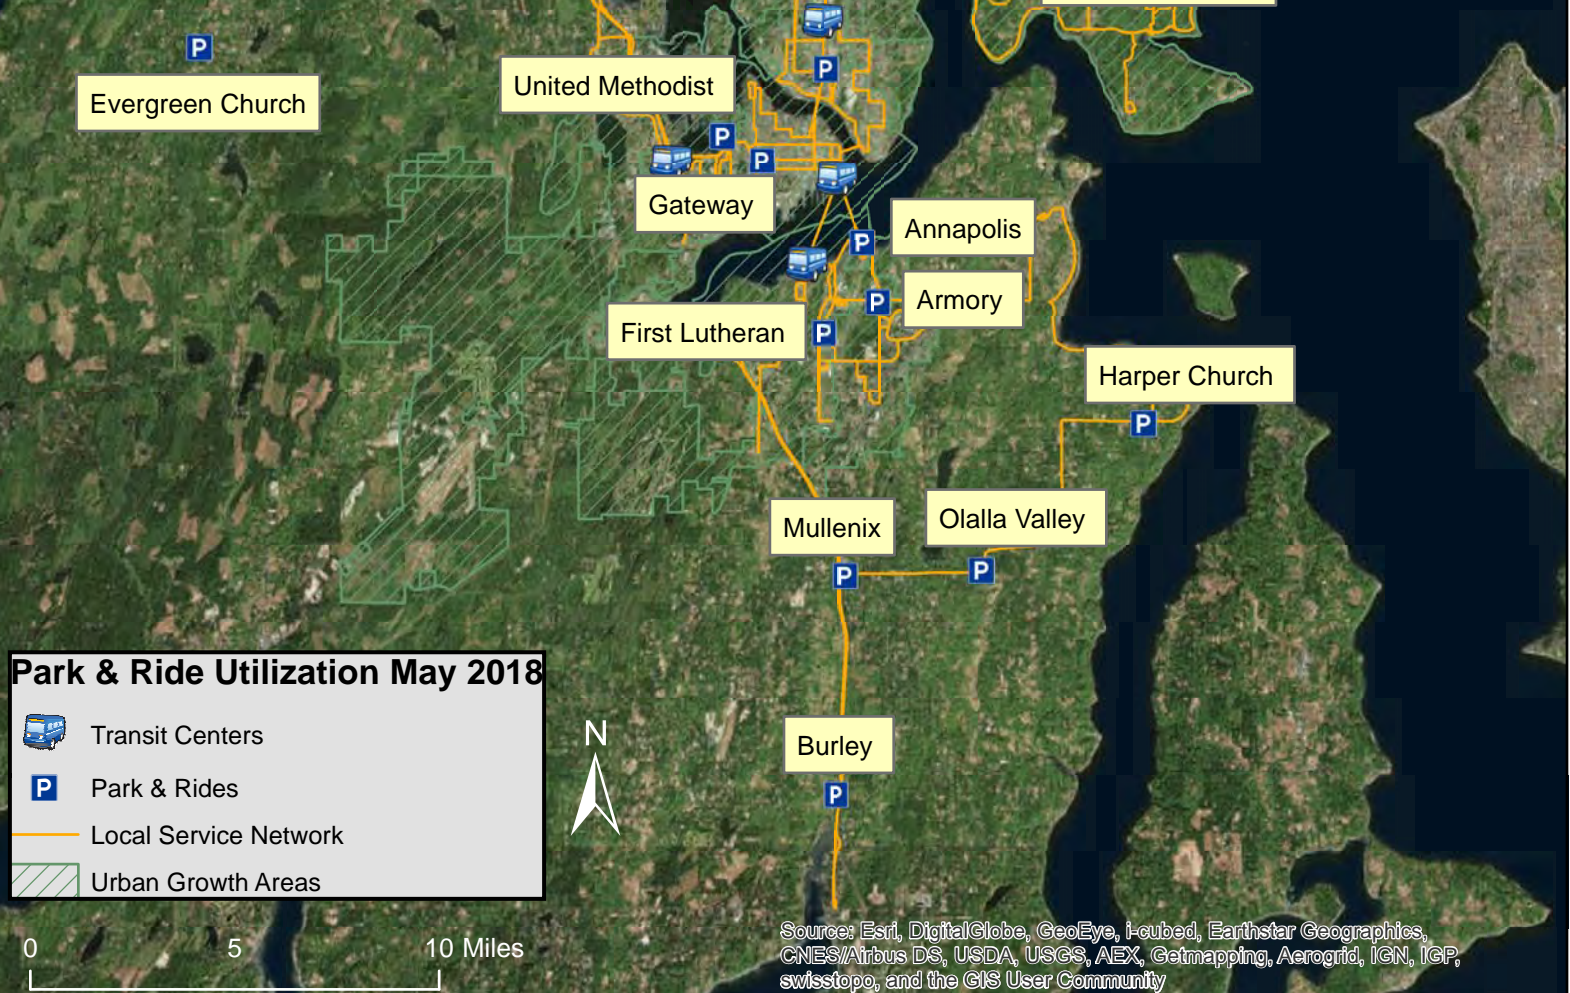 Evergreen Church
United Methodist
Gateway
Annapolis
Armory
First Lutheran
Harper Church
Mullenix
Olalla Valley
Burley
Park & Ride Utilization May 2018
Transit Centers
P Park & Rides
Local Service Network
Urban Growth Areas
N
0 5 10 Miles
Source: Esri, DigitalGlobe, GeoEye, i-cubed, Earthstar Geographics,
CNES/Airbus DS, USDA, USGS, AEX, Getmapping, Aerogrid, IGN, IGP,
swisstopo, and the GIS User Community